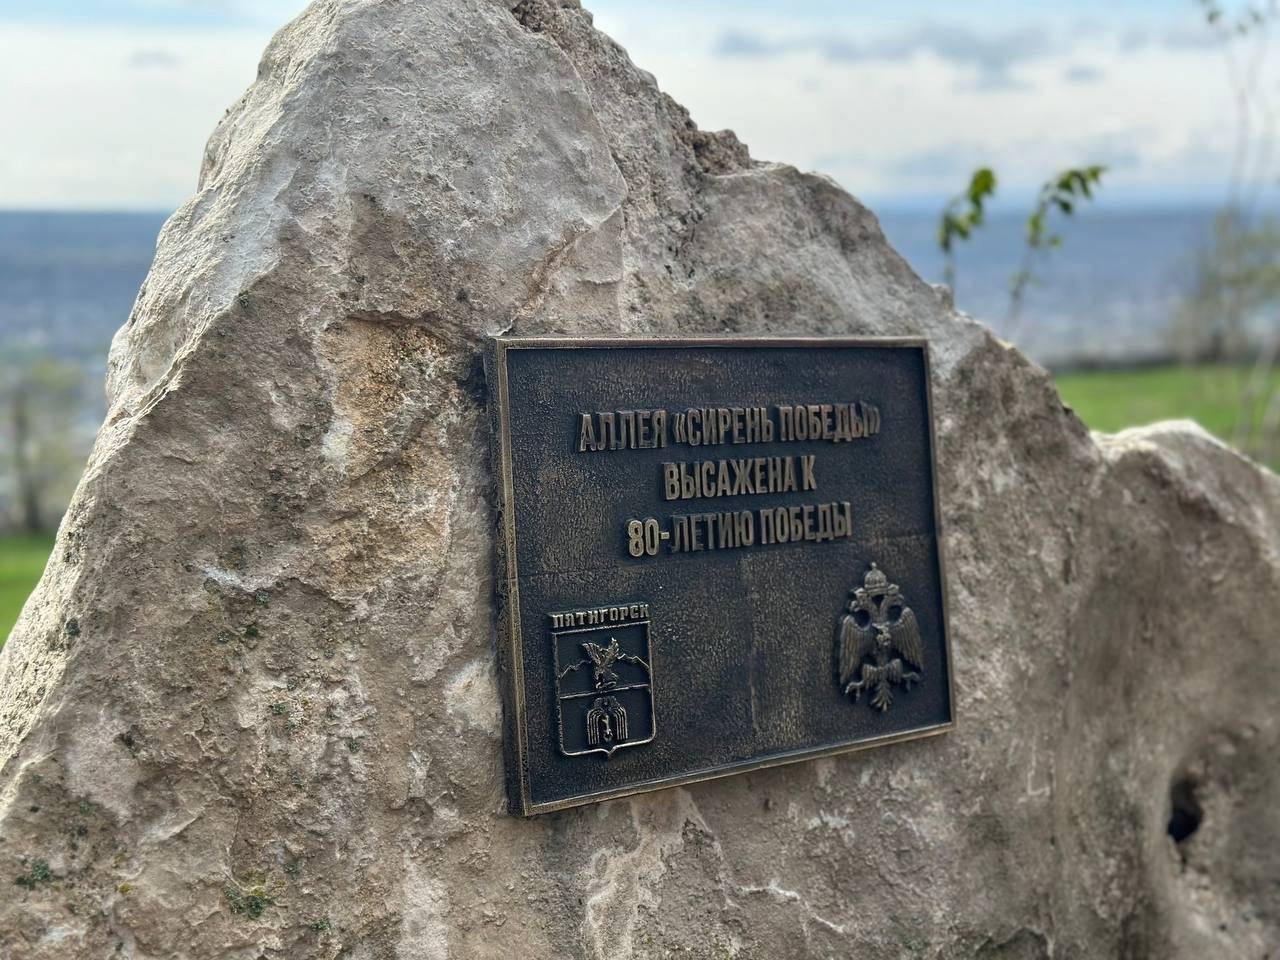 АЛЛЕЯ «СИРЕНЬ ПОБЕДЫ»
ВЫСАЖЕНА К
80-ЛЕТИЮ ПОБЕДЫ
ПЯТИГОРСК